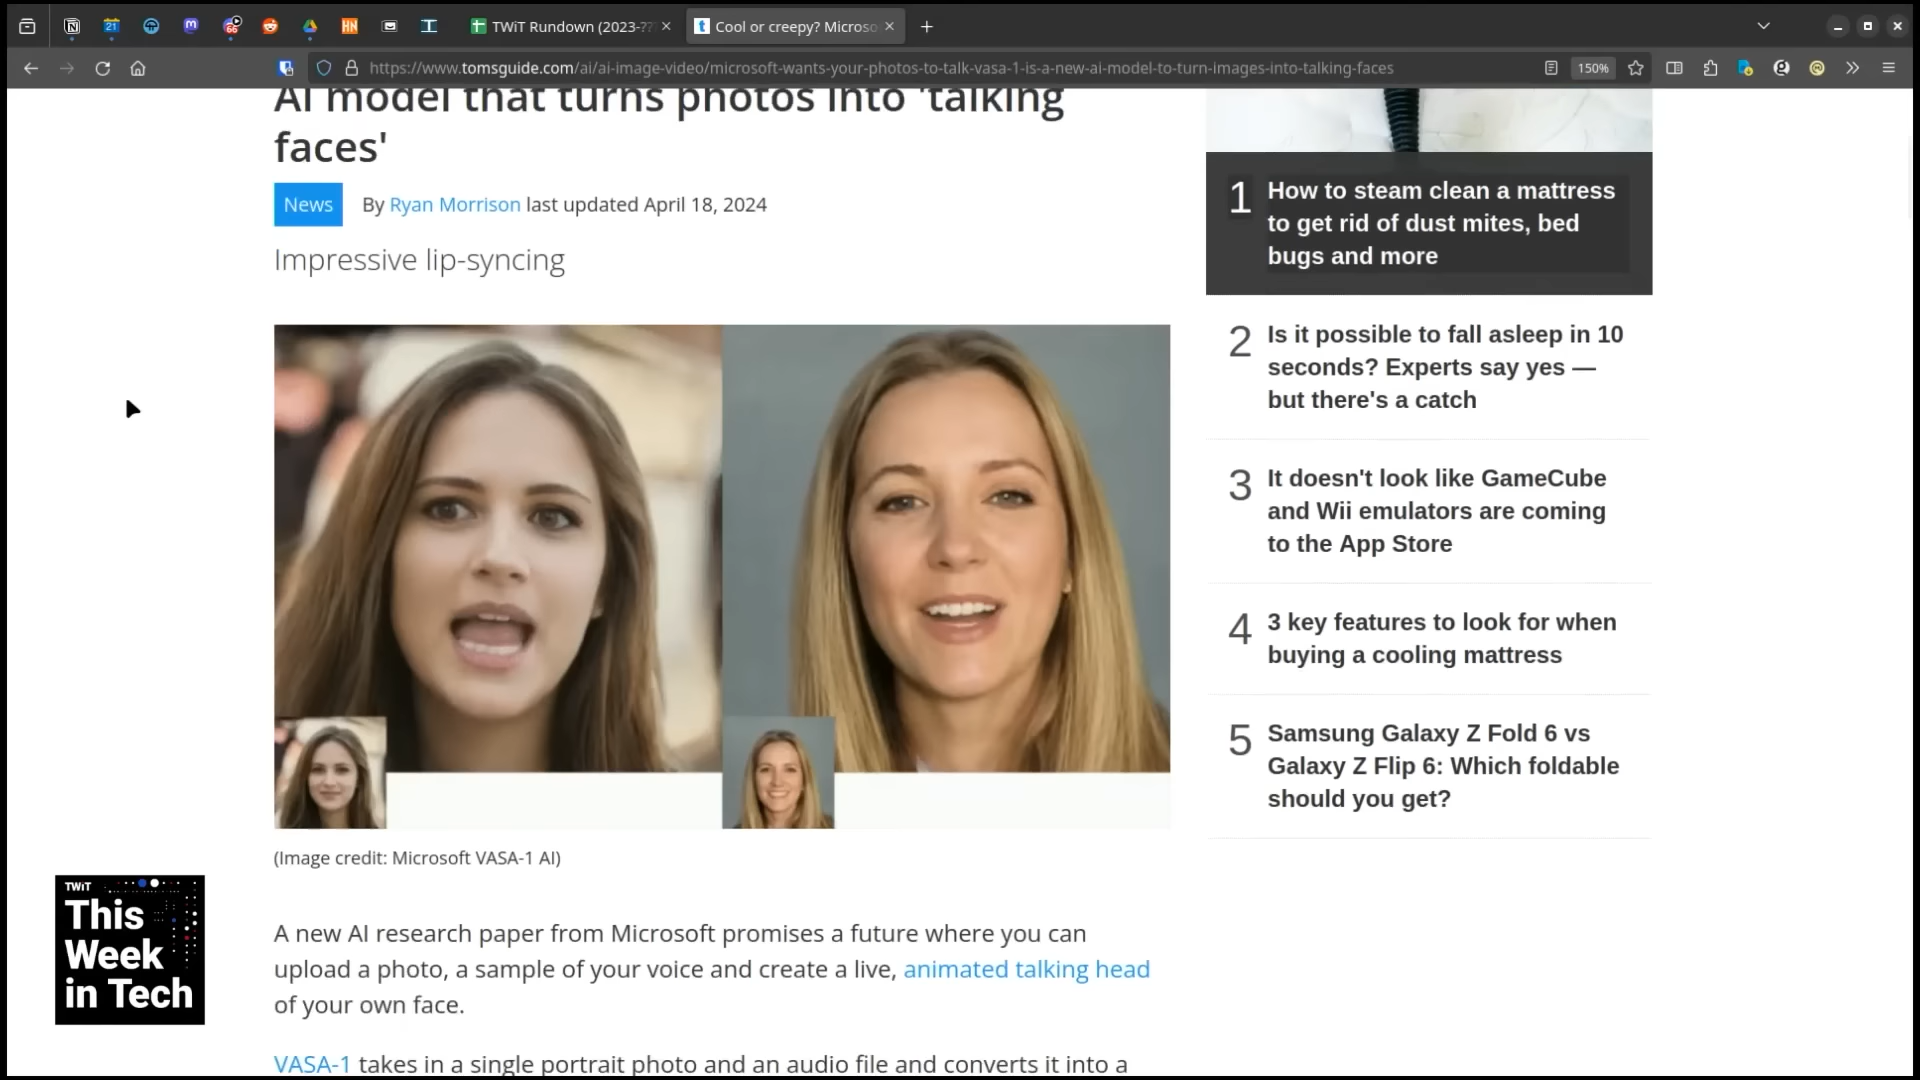 TWiT Rundown (2023-??
Cool or creepy? Microso
https://www.tomsguide.com/ai/ai-image-video/microsoft-wants-your-photos-to-talk-vasa-1-is-a-new-ai-model-to-turn-images-into-talking-faces
150%
AI model that turns photos into 'talking
faces'
News
By Ryan Morrison last updated April 18, 2024
Impressive lip-syncing
(Image credit: Microsoft VASA-1 AI)
A new AI research paper from Microsoft promises a future where you can
upload a photo, a sample of your voice and create a live, animated talking head
of your own face.
VASA-1 takes in a single portrait photo and an audio file and converts it into a
1
How to steam clean a mattress
to get rid of dust mites, bed
bugs and more
2
Is it possible to fall asleep in 10
seconds? Experts say yes —
but there's a catch
3
It doesn't look like GameCube
and Wii emulators are coming
to the App Store
4
3 key features to look for when
buying a cooling mattress
5
Samsung Galaxy Z Fold 6 vs
Galaxy Z Flip 6: Which foldable
should you get?
TWiT
This
Week
in Tech